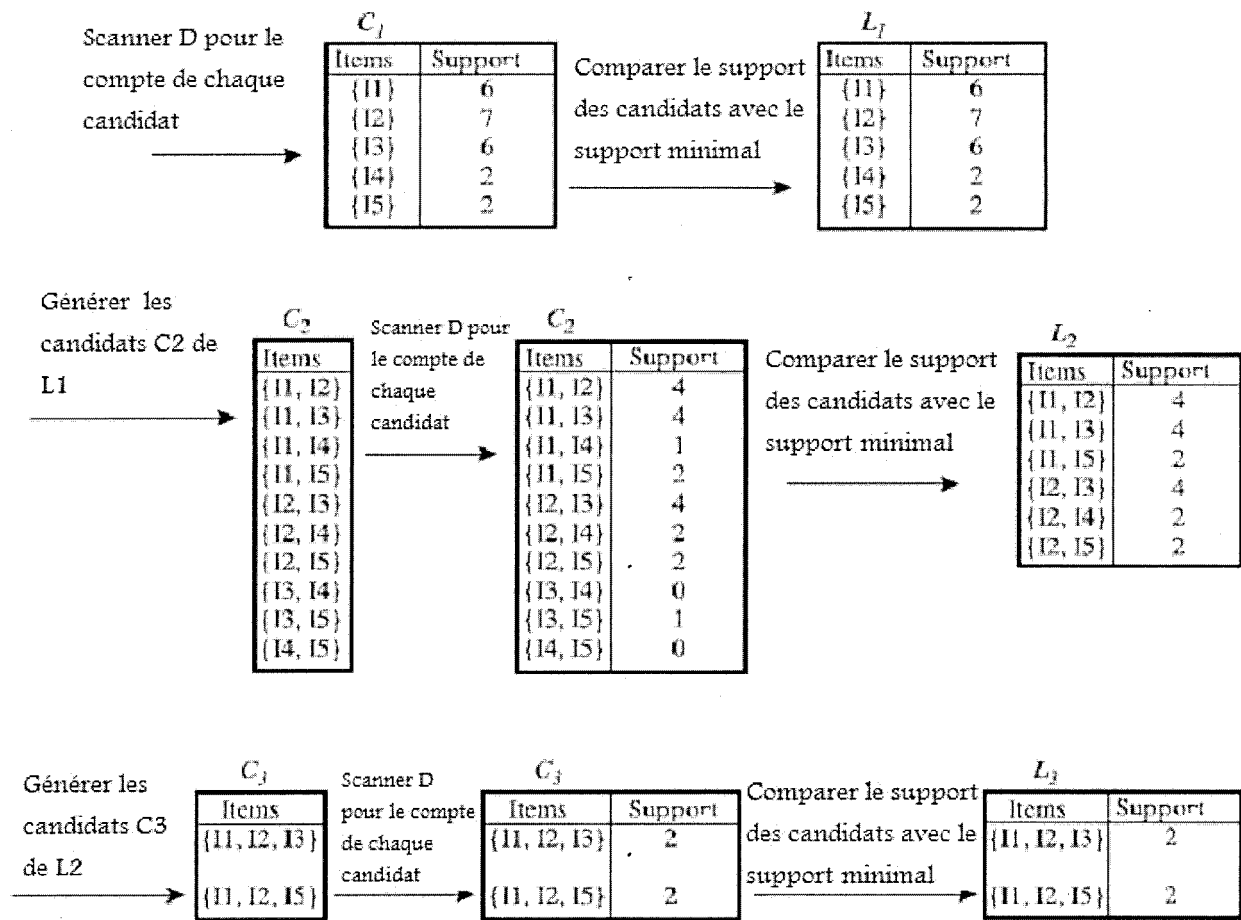 Scanner D pour le
compte de chaque
candidat
C1
Items Support
{I1} 6
{I2} 7
{I3} 6
{I4} 2
{I5} 2
Comparer le support
des candidats avec le
support minimal
L1
Items Support
{I1} 6
{I2} 7
{I3} 6
{I4} 2
{I5} 2
Générer les
candidats C2 de
L1
C2
Items
{I1, I2}
{I1, I3}
{I1, I4}
{I1, I5}
{I2, I3}
{I2, I4}
{I2, I5}
{I3, I4}
{I3, I5}
{I4, I5}
Scanner D pour
le compte de
chaque
candidat
C2
Items Support
{I1, I2} 4
{I1, I3} 4
{I1, I4} 1
{I1, I5} 2
{I2, I3} 4
{I2, I4} 2
{I2, I5} 2
{I3, I4} 0
{I3, I5} 1
{I4, I5} 0
Comparer le support
des candidats avec le
support minimal
L2
Items Support
{I1, I2} 4
{I1, I3} 4
{I1, I5} 2
{I2, I3} 4
{I2, I4} 2
{I2, I5} 2
Générer les
candidats C3
de L2
C3
Items
{I1, I2, I3}
{I1, I2, I5}
Scanner D
pour le compte
de chaque
candidat
C3
Items Support
{I1, I2, I3} 2
{I1, I2, I5} 2
Comparer le support
des candidats avec le
support minimal
L3
Items Support
{I1, I2, I3} 2
{I1, I2, I5} 2